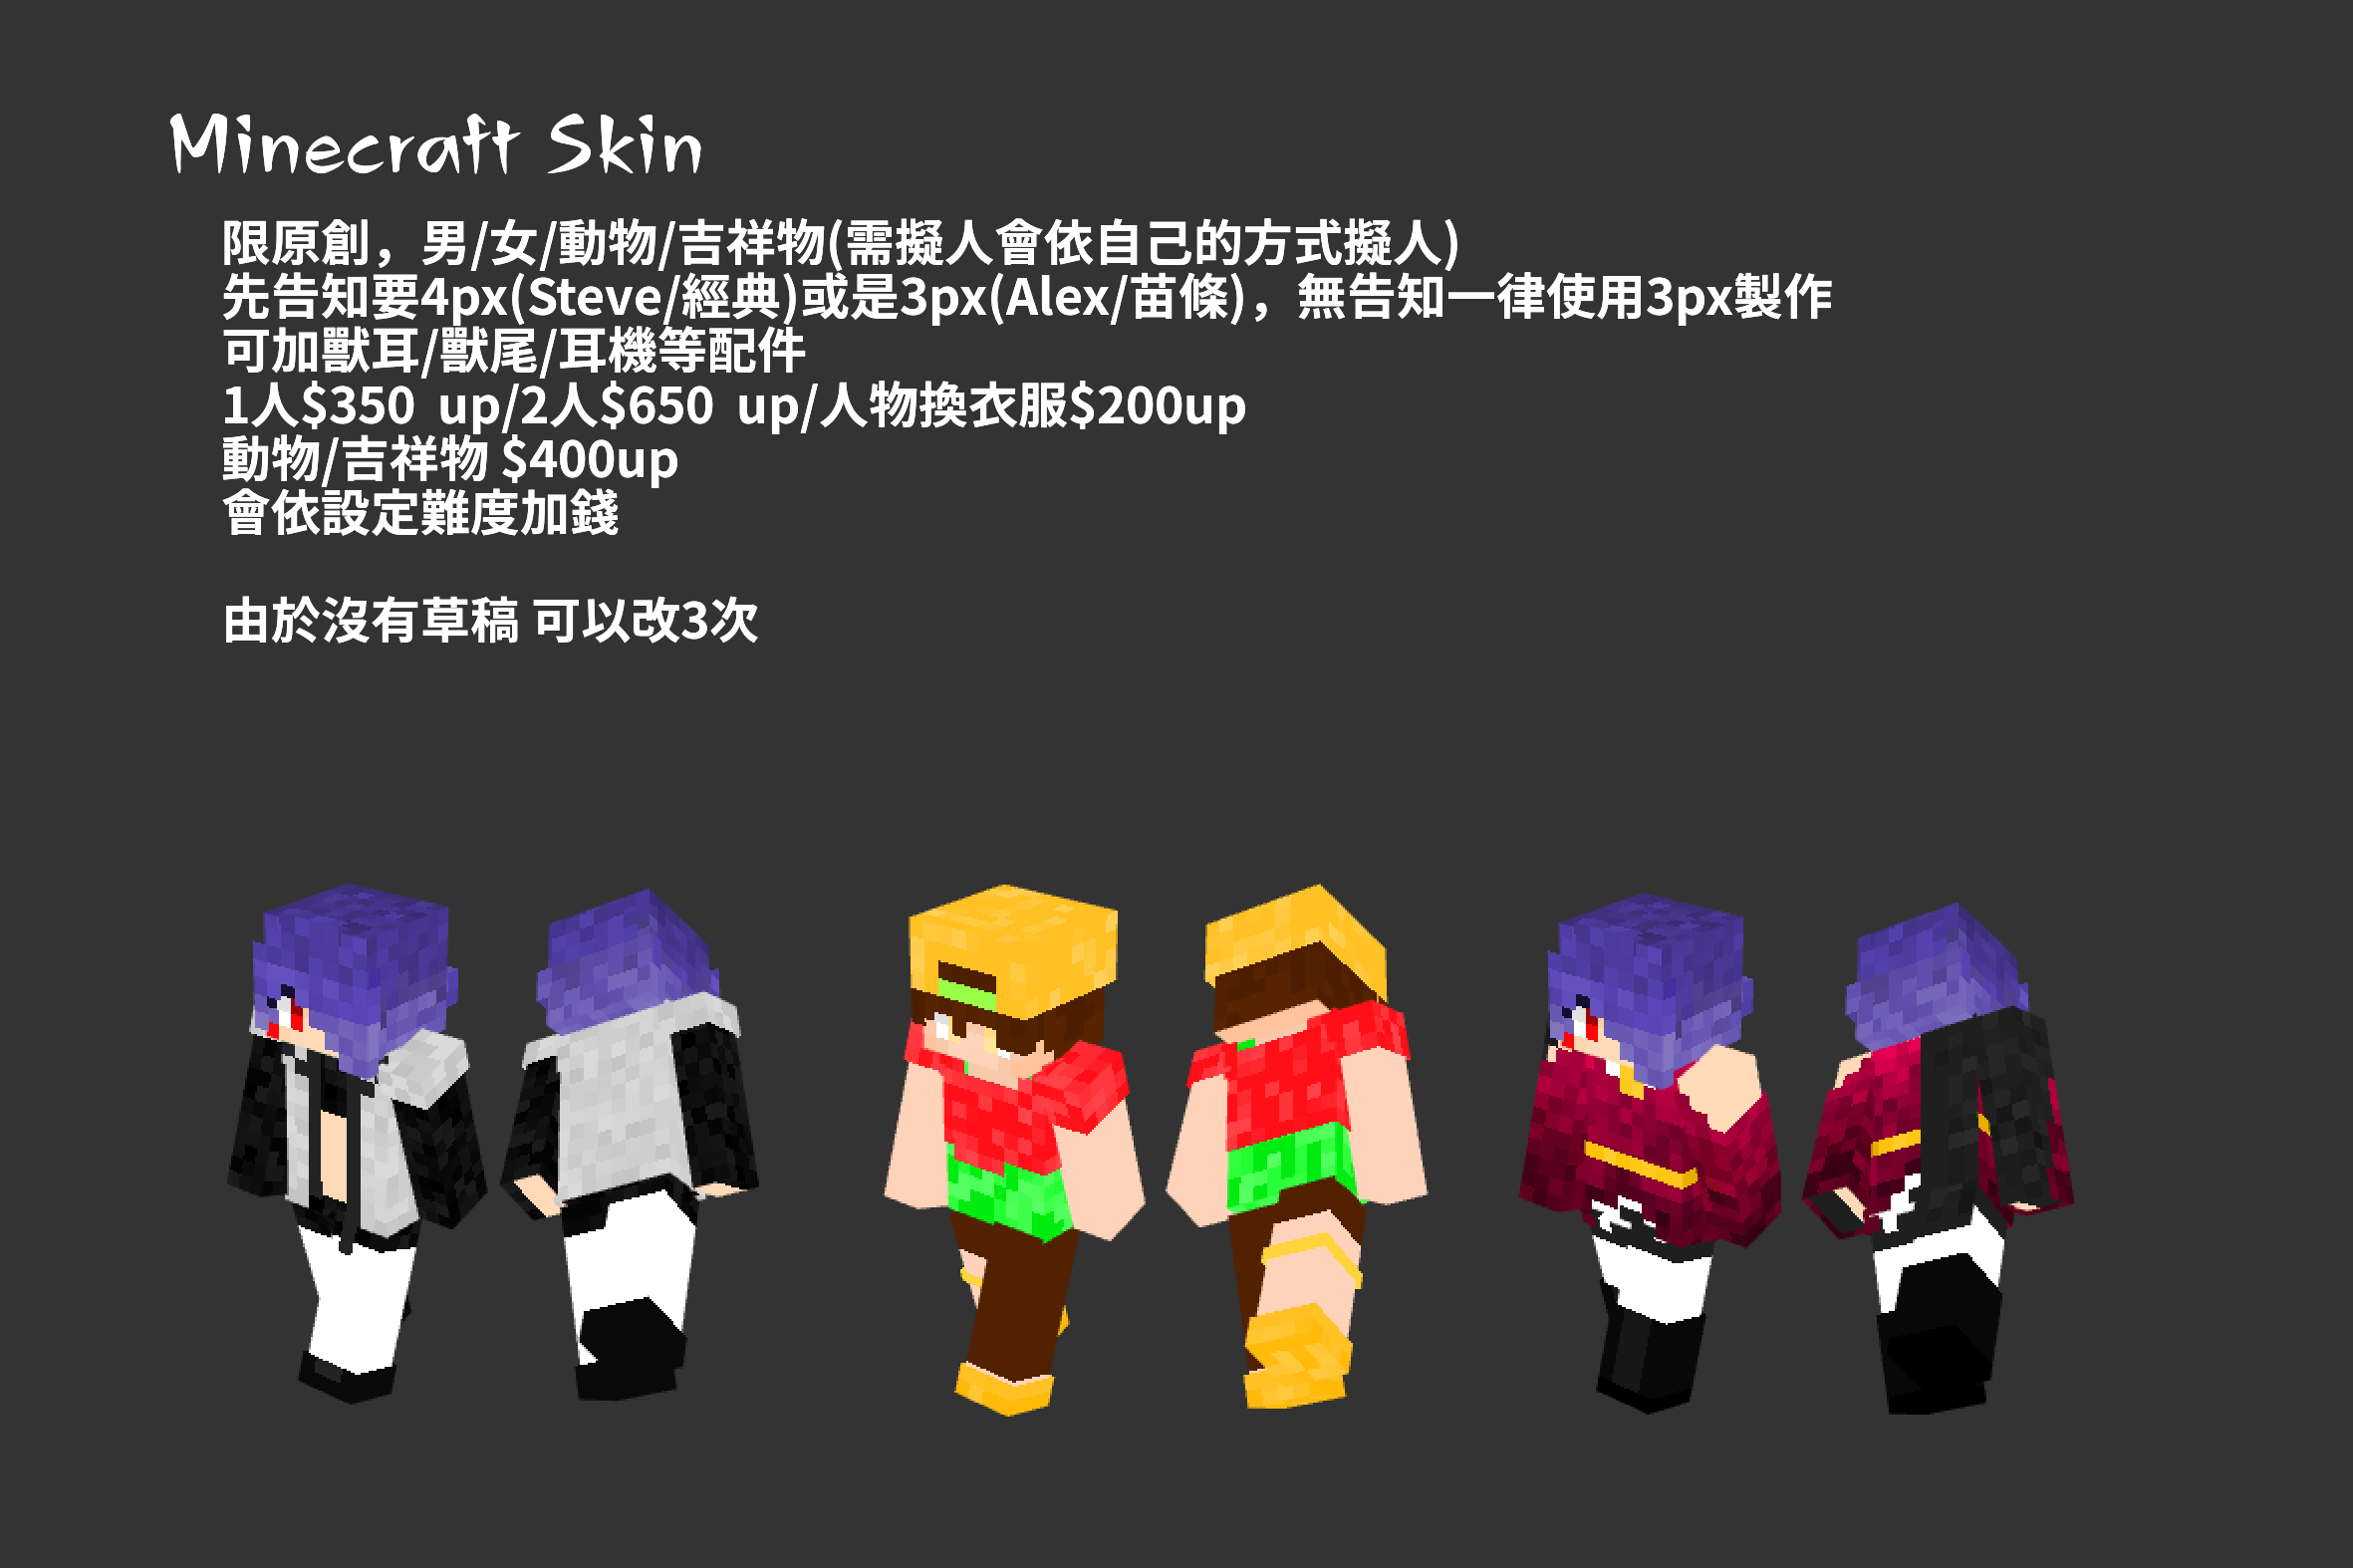 Minecraft Skin
限原創，男/女/動物/吉祥物(需擬人會依自己的方式擬人)
先告知要4px(Steve/經典)或是3px(Alex/苗條)，無告知一律使用3px製作
可加獸耳/獸尾/耳機等配件
1人$350 up/2人$650 up/人物換衣服$200up
動物/吉祥物 $400up
會依設定難度加錢
由於沒有草稿 可以改3次